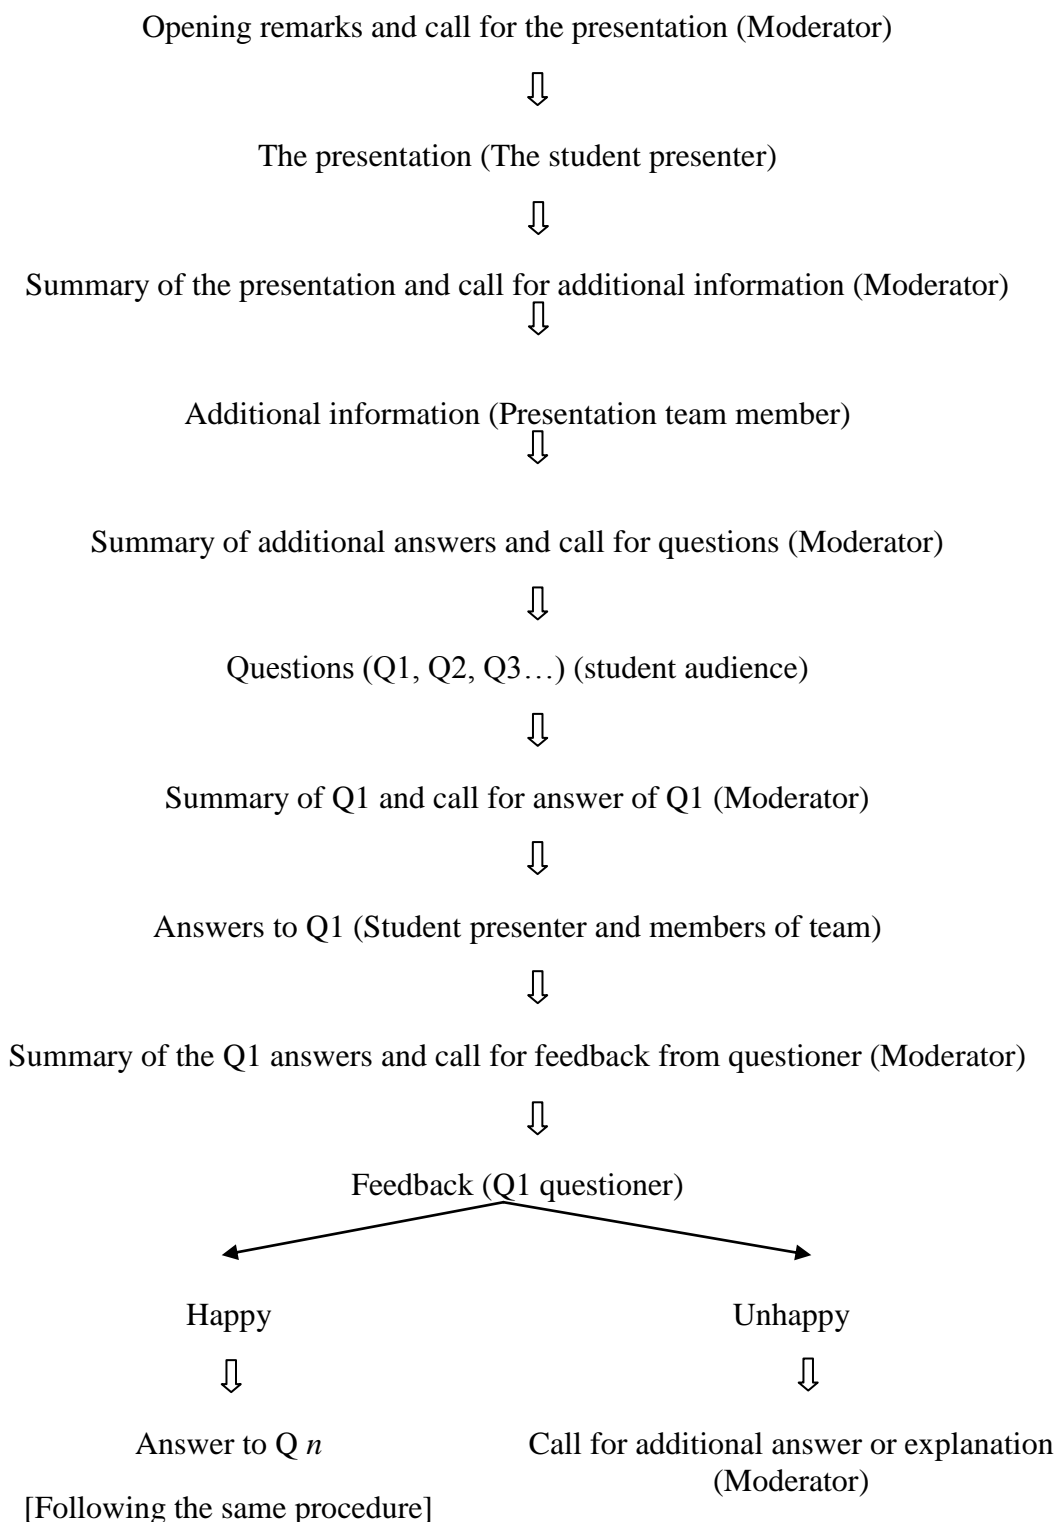 Opening remarks and call for the presentation (Moderator)
The presentation (The student presenter)
Summary of the presentation and call for additional information (Moderator)
Additional information (Presentation team member)
Summary of additional answers and call for questions (Moderator)
Questions (Q1, Q2, Q3…) (student audience)
Summary of Q1 and call for answer of Q1 (Moderator)
Answers to Q1 (Student presenter and members of team)
Summary of the Q1 answers and call for feedback from questioner (Moderator)
Feedback (Q1 questioner)
Happy
Unhappy
Answer to Q n
[Following the same procedure]
Call for additional answer or explanation
(Moderator)